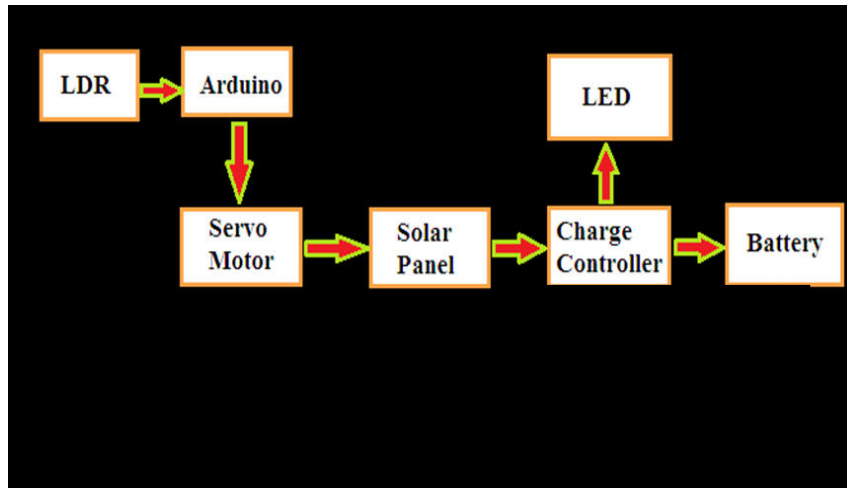 LDR
Arduino
LED
Servo
Motor
Solar
Panel
Charge
Controller
Battery